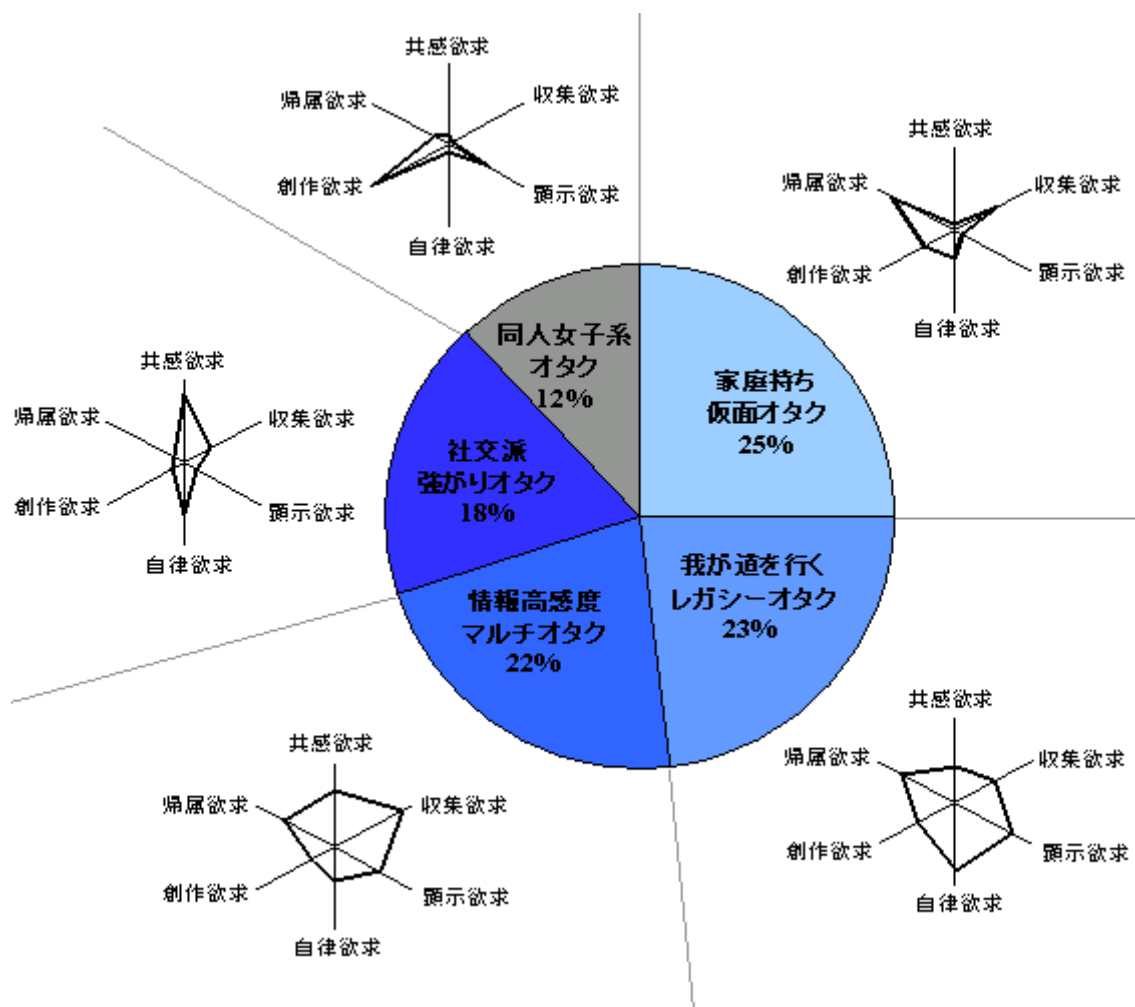 共感欲求
帰属欲求
収集欲求
創作欲求
顕示欲求
自律欲求
共感欲求
帰属欲求
収集欲求
創作欲求
顕示欲求
自律欲求
同人女子系
オタク
12%
家庭持ち
仮面オタク
25%
共感欲求
帰属欲求
収集欲求
創作欲求
顕示欲求
自律欲求
社交派
強がりオタク
18%
我が道を行く
レガシーオタク
23%
情報高感度
マルチオタク
22%
共感欲求
帰属欲求
収集欲求
創作欲求
顕示欲求
自律欲求
共感欲求
帰属欲求
収集欲求
創作欲求
顕示欲求
自律欲求